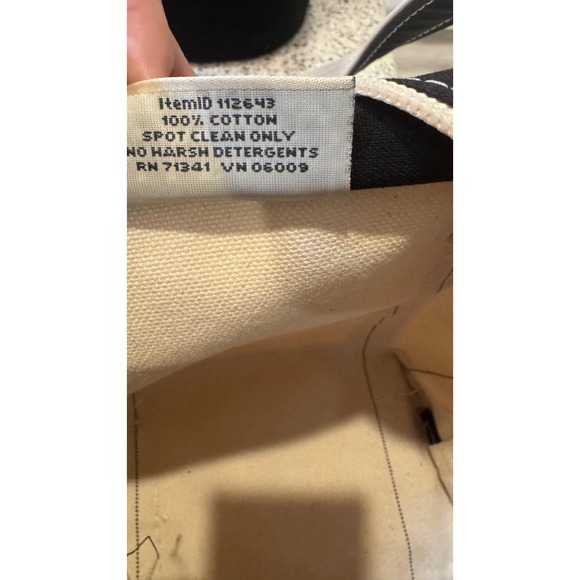 ItemID 112643
100% COTTON
SPOT CLEAN ONLY
NO HARSH DETERGENTS
RN 71341 VN 06009